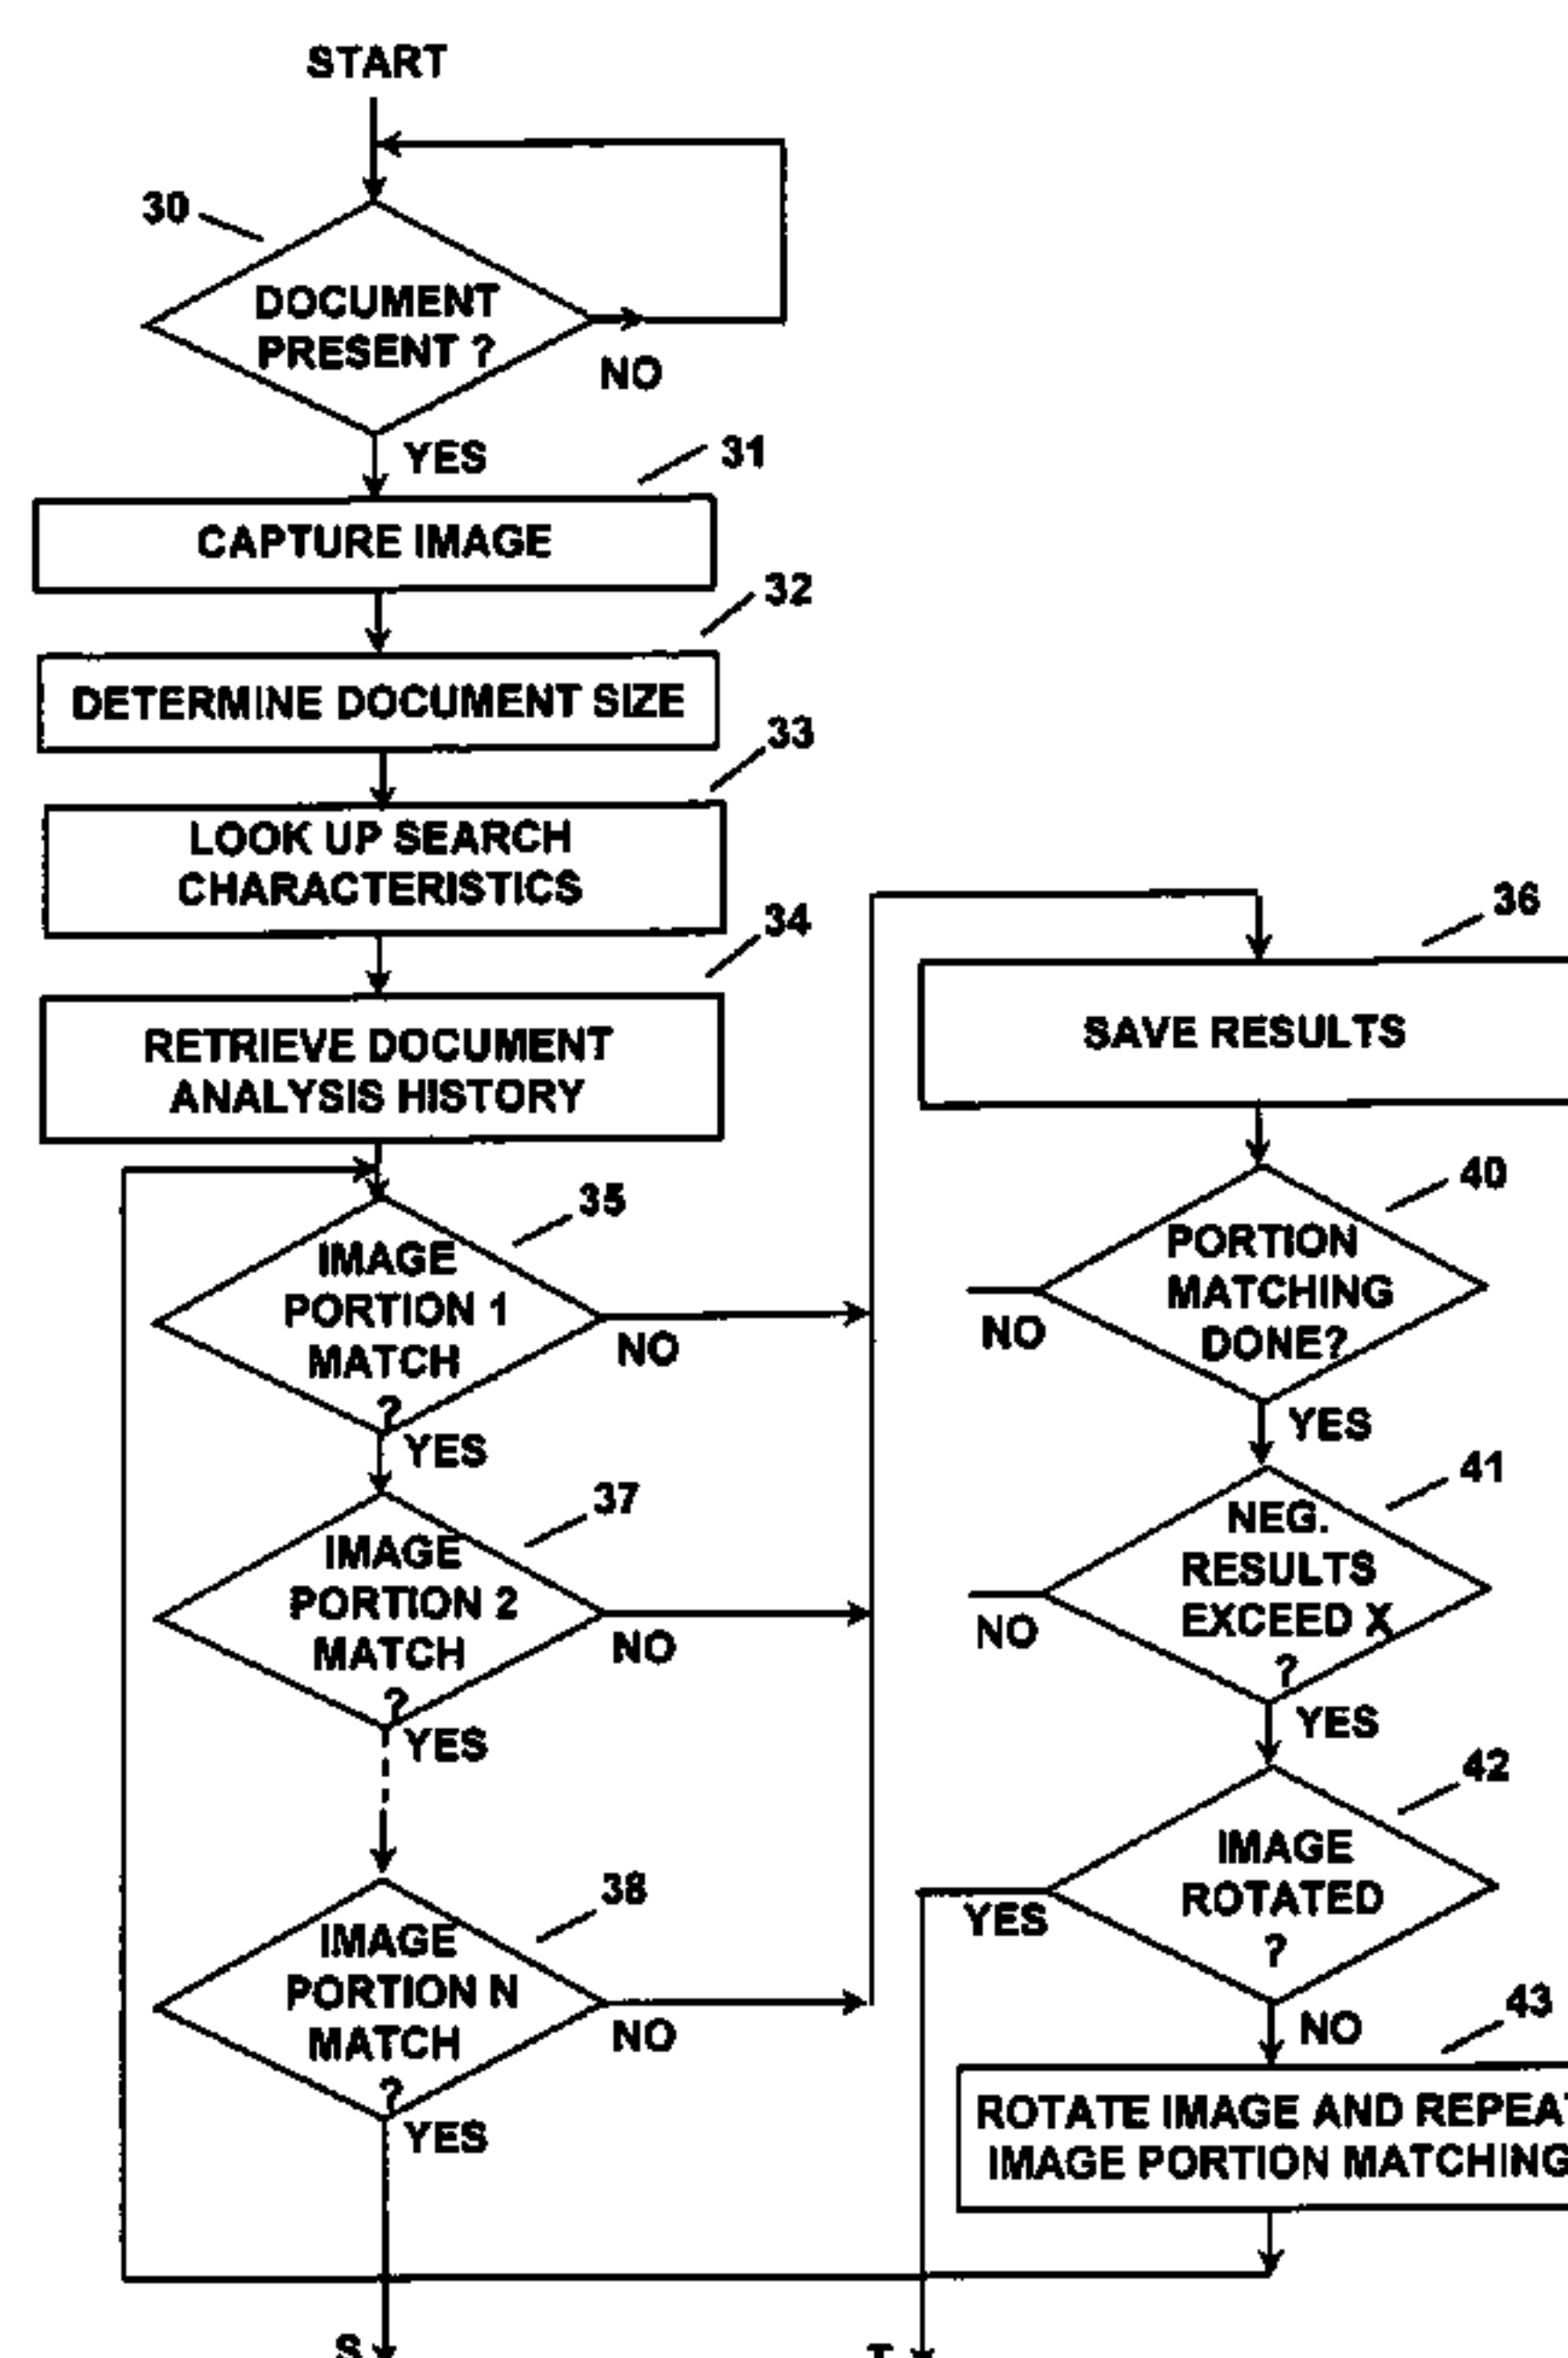 START
30
DOCUMENT
PRESENT ?
NO
YES
31
CAPTURE IMAGE
32
DETERMINE DOCUMENT SIZE
33
LOOK UP SEARCH
CHARACTERISTICS
34
RETRIEVE DOCUMENT
ANALYSIS HISTORY
35
IMAGE
PORTION 1
MATCH
?
NO
YES
37
IMAGE
PORTION 2
MATCH
?
NO
YES
38
IMAGE
PORTION N
MATCH
?
NO
YES
S
36
SAVE RESULTS
40
PORTION
MATCHING
DONE?
NO
YES
41
NEG.
RESULTS
EXCEED X
?
NO
YES
42
IMAGE
ROTATED
?
YES
NO
43
ROTATE IMAGE AND REPEAT
IMAGE PORTION MATCHING
T